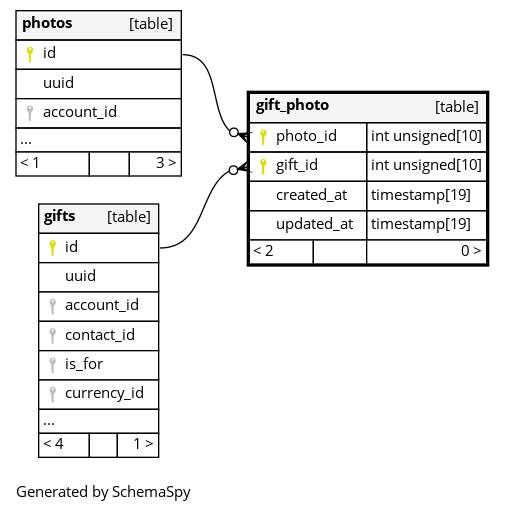 photos [table]
id
uuid
account_id
...
< 1 3 >
gift_photo [table]
photo_id int unsigned[10]
gift_id int unsigned[10]
created_at timestamp[19]
updated_at timestamp[19]
< 2 0 >
gifts [table]
id
uuid
account_id
contact_id
is_for
currency_id
...
< 4 1 >
Generated by SchemaSpy